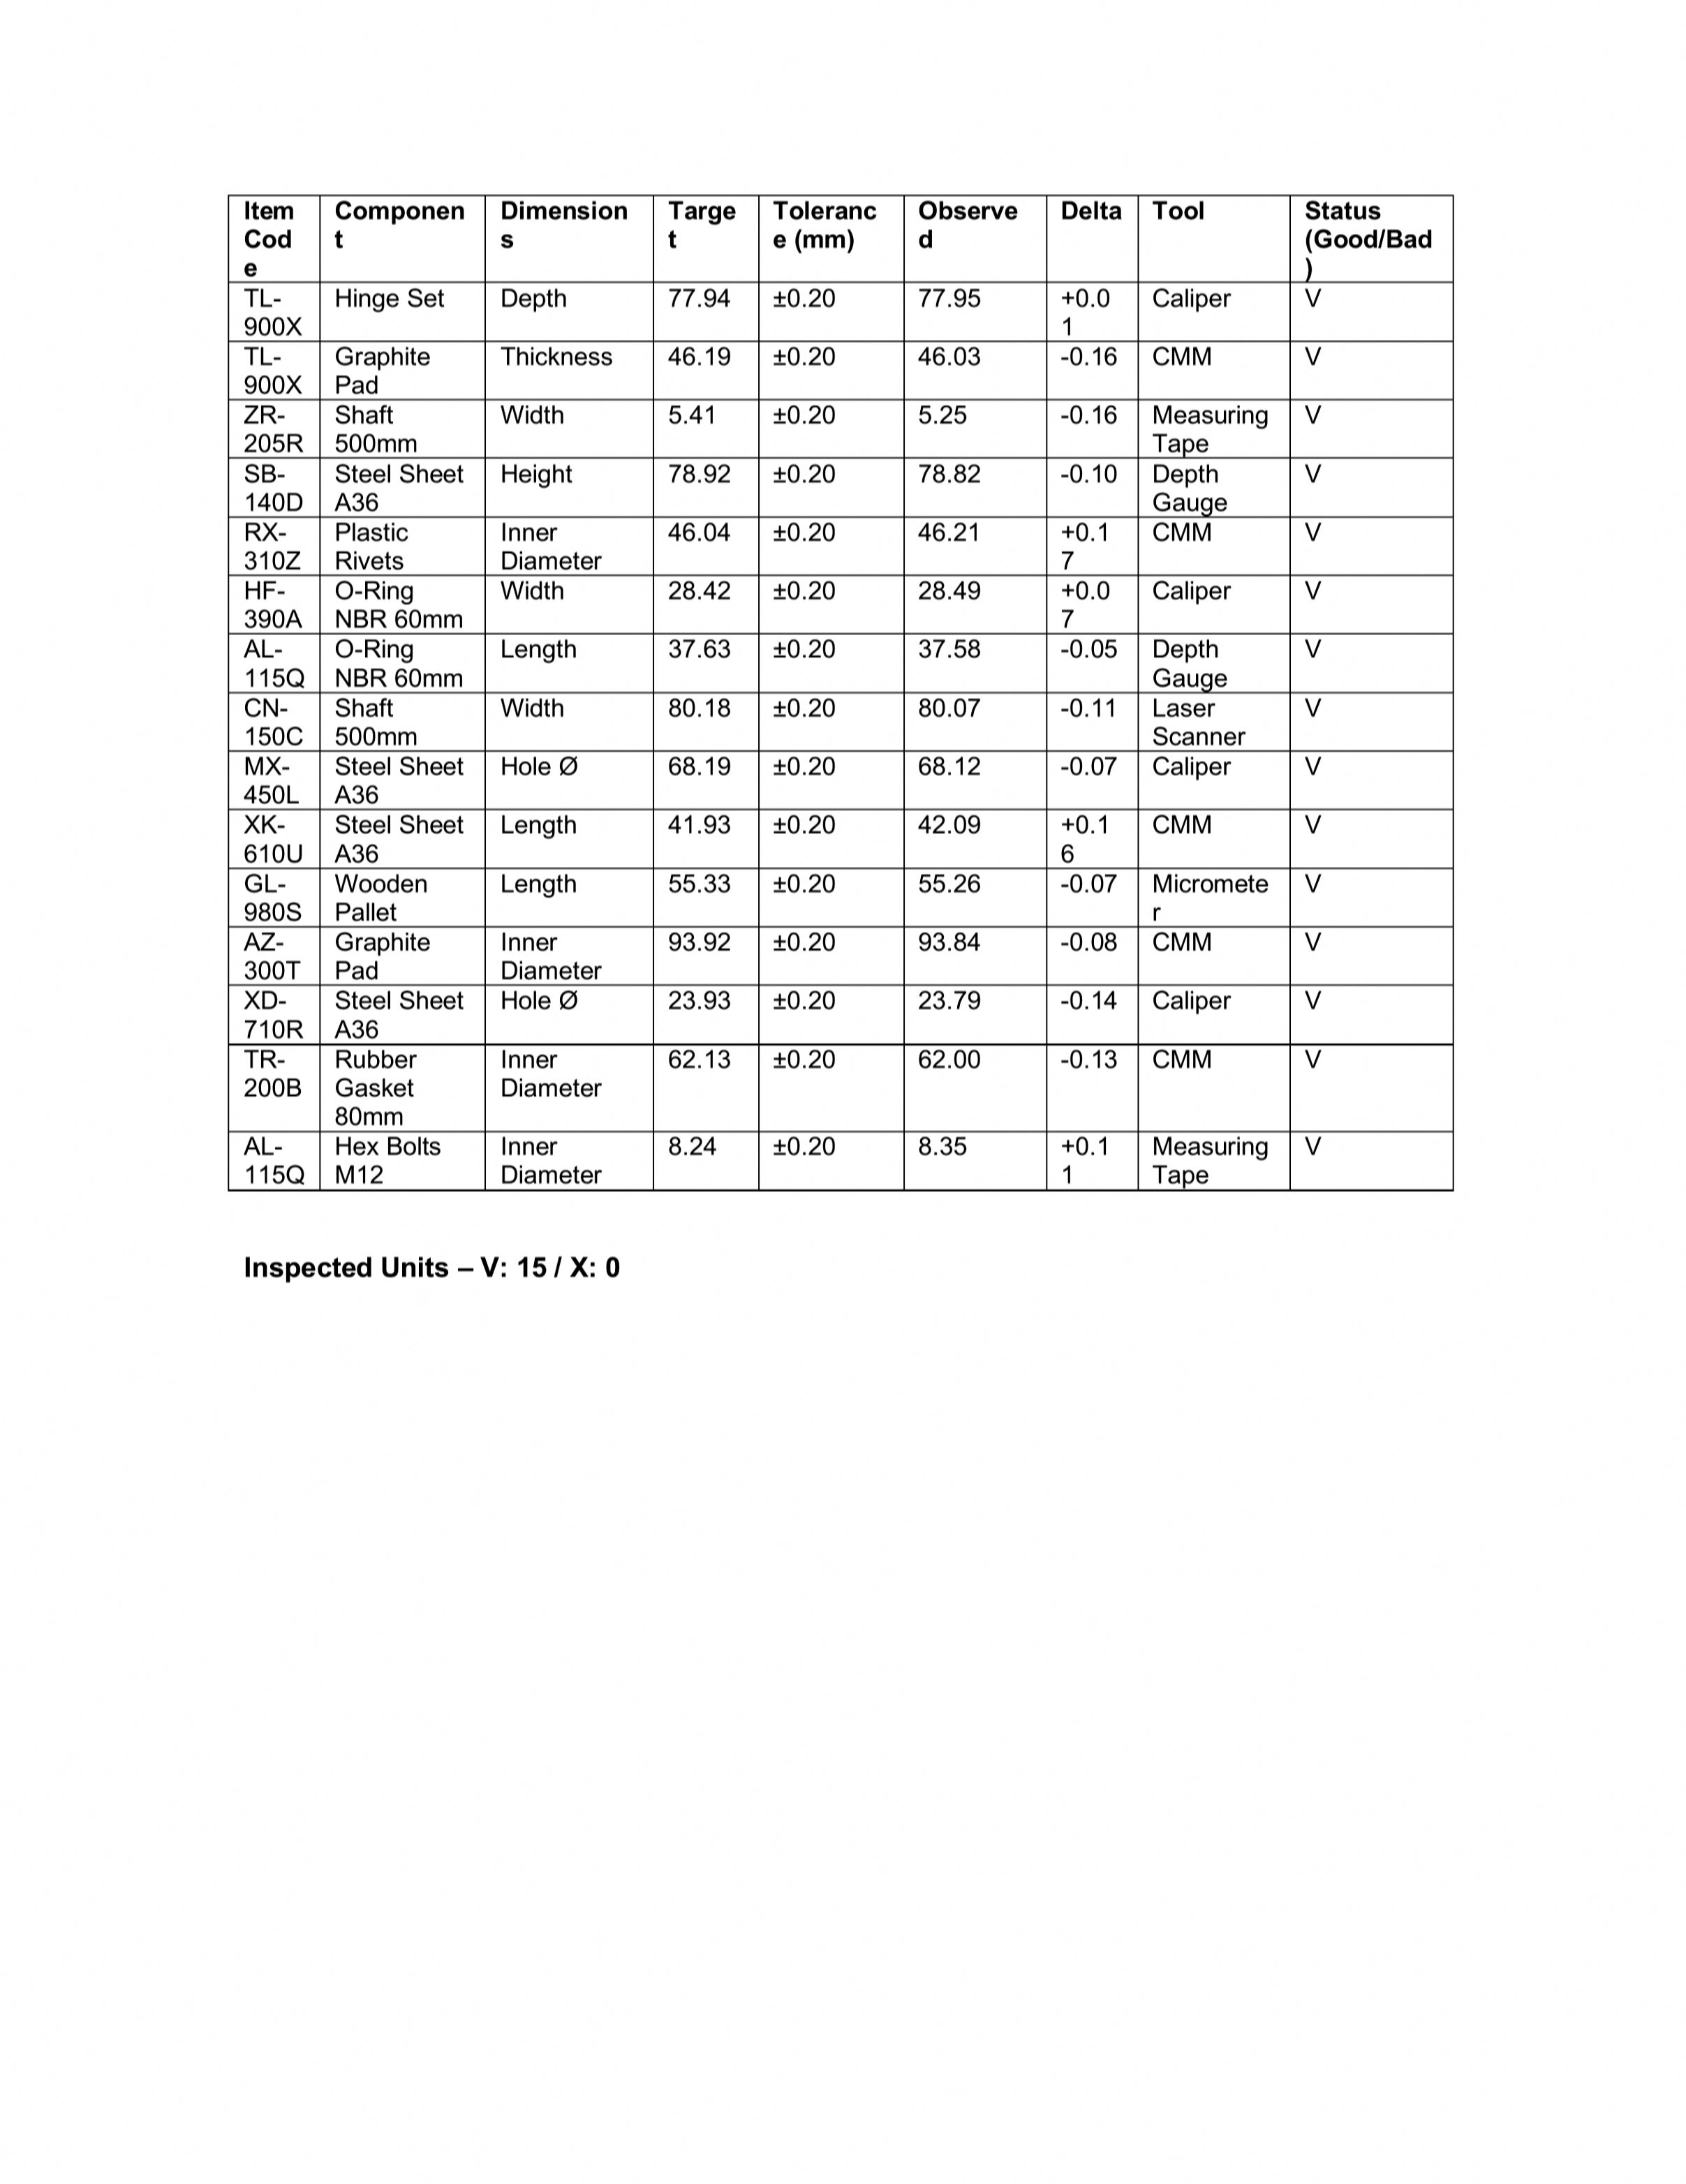 Item Code | Component | Dimensions | Target | Tolerance (mm) | Observed | Delta | Tool | Status (Good/Bad)
TL-900X | Hinge Set | Depth | 77.94 | ±0.20 | 77.95 | +0.01 | Caliper | V
TL-900X | Graphite Pad | Thickness | 46.19 | ±0.20 | 46.03 | -0.16 | CMM | V
ZR-205R | Shaft 500mm | Width | 5.41 | ±0.20 | 5.25 | -0.16 | Measuring Tape | V
SB-140D | Steel Sheet A36 | Height | 78.92 | ±0.20 | 78.82 | -0.10 | Depth Gauge | V
RX-310Z | Plastic Rivets | Inner Diameter | 46.04 | ±0.20 | 46.21 | +0.17 | CMM | V
HF-390A | O-Ring NBR 60mm | Width | 28.42 | ±0.20 | 28.49 | +0.07 | Caliper | V
AL-115Q | O-Ring NBR 60mm | Length | 37.63 | ±0.20 | 37.58 | -0.05 | Depth Gauge | V
CN-150C | Shaft 500mm | Width | 80.18 | ±0.20 | 80.07 | -0.11 | Laser Scanner | V
MX-450L | Steel Sheet A36 | Hole Ø | 68.19 | ±0.20 | 68.12 | -0.07 | Caliper | V
XK-610U | Steel Sheet A36 | Length | 41.93 | ±0.20 | 42.09 | +0.16 | CMM | V
GL-980S | Wooden Pallet | Length | 55.33 | ±0.20 | 55.26 | -0.07 | Micrometer | V
AZ-300T | Graphite Pad | Inner Diameter | 93.92 | ±0.20 | 93.84 | -0.08 | CMM | V
XD-710R | Steel Sheet A36 | Hole Ø | 23.93 | ±0.20 | 23.79 | -0.14 | Caliper | V
TR-200B | Rubber Gasket 80mm | Inner Diameter | 62.13 | ±0.20 | 62.00 | -0.13 | CMM | V
AL-115Q | Hex Bolts M12 | Inner Diameter | 8.24 | ±0.20 | 8.35 | +0.11 | Measuring Tape | V
Inspected Units – V: 15 / X: 0